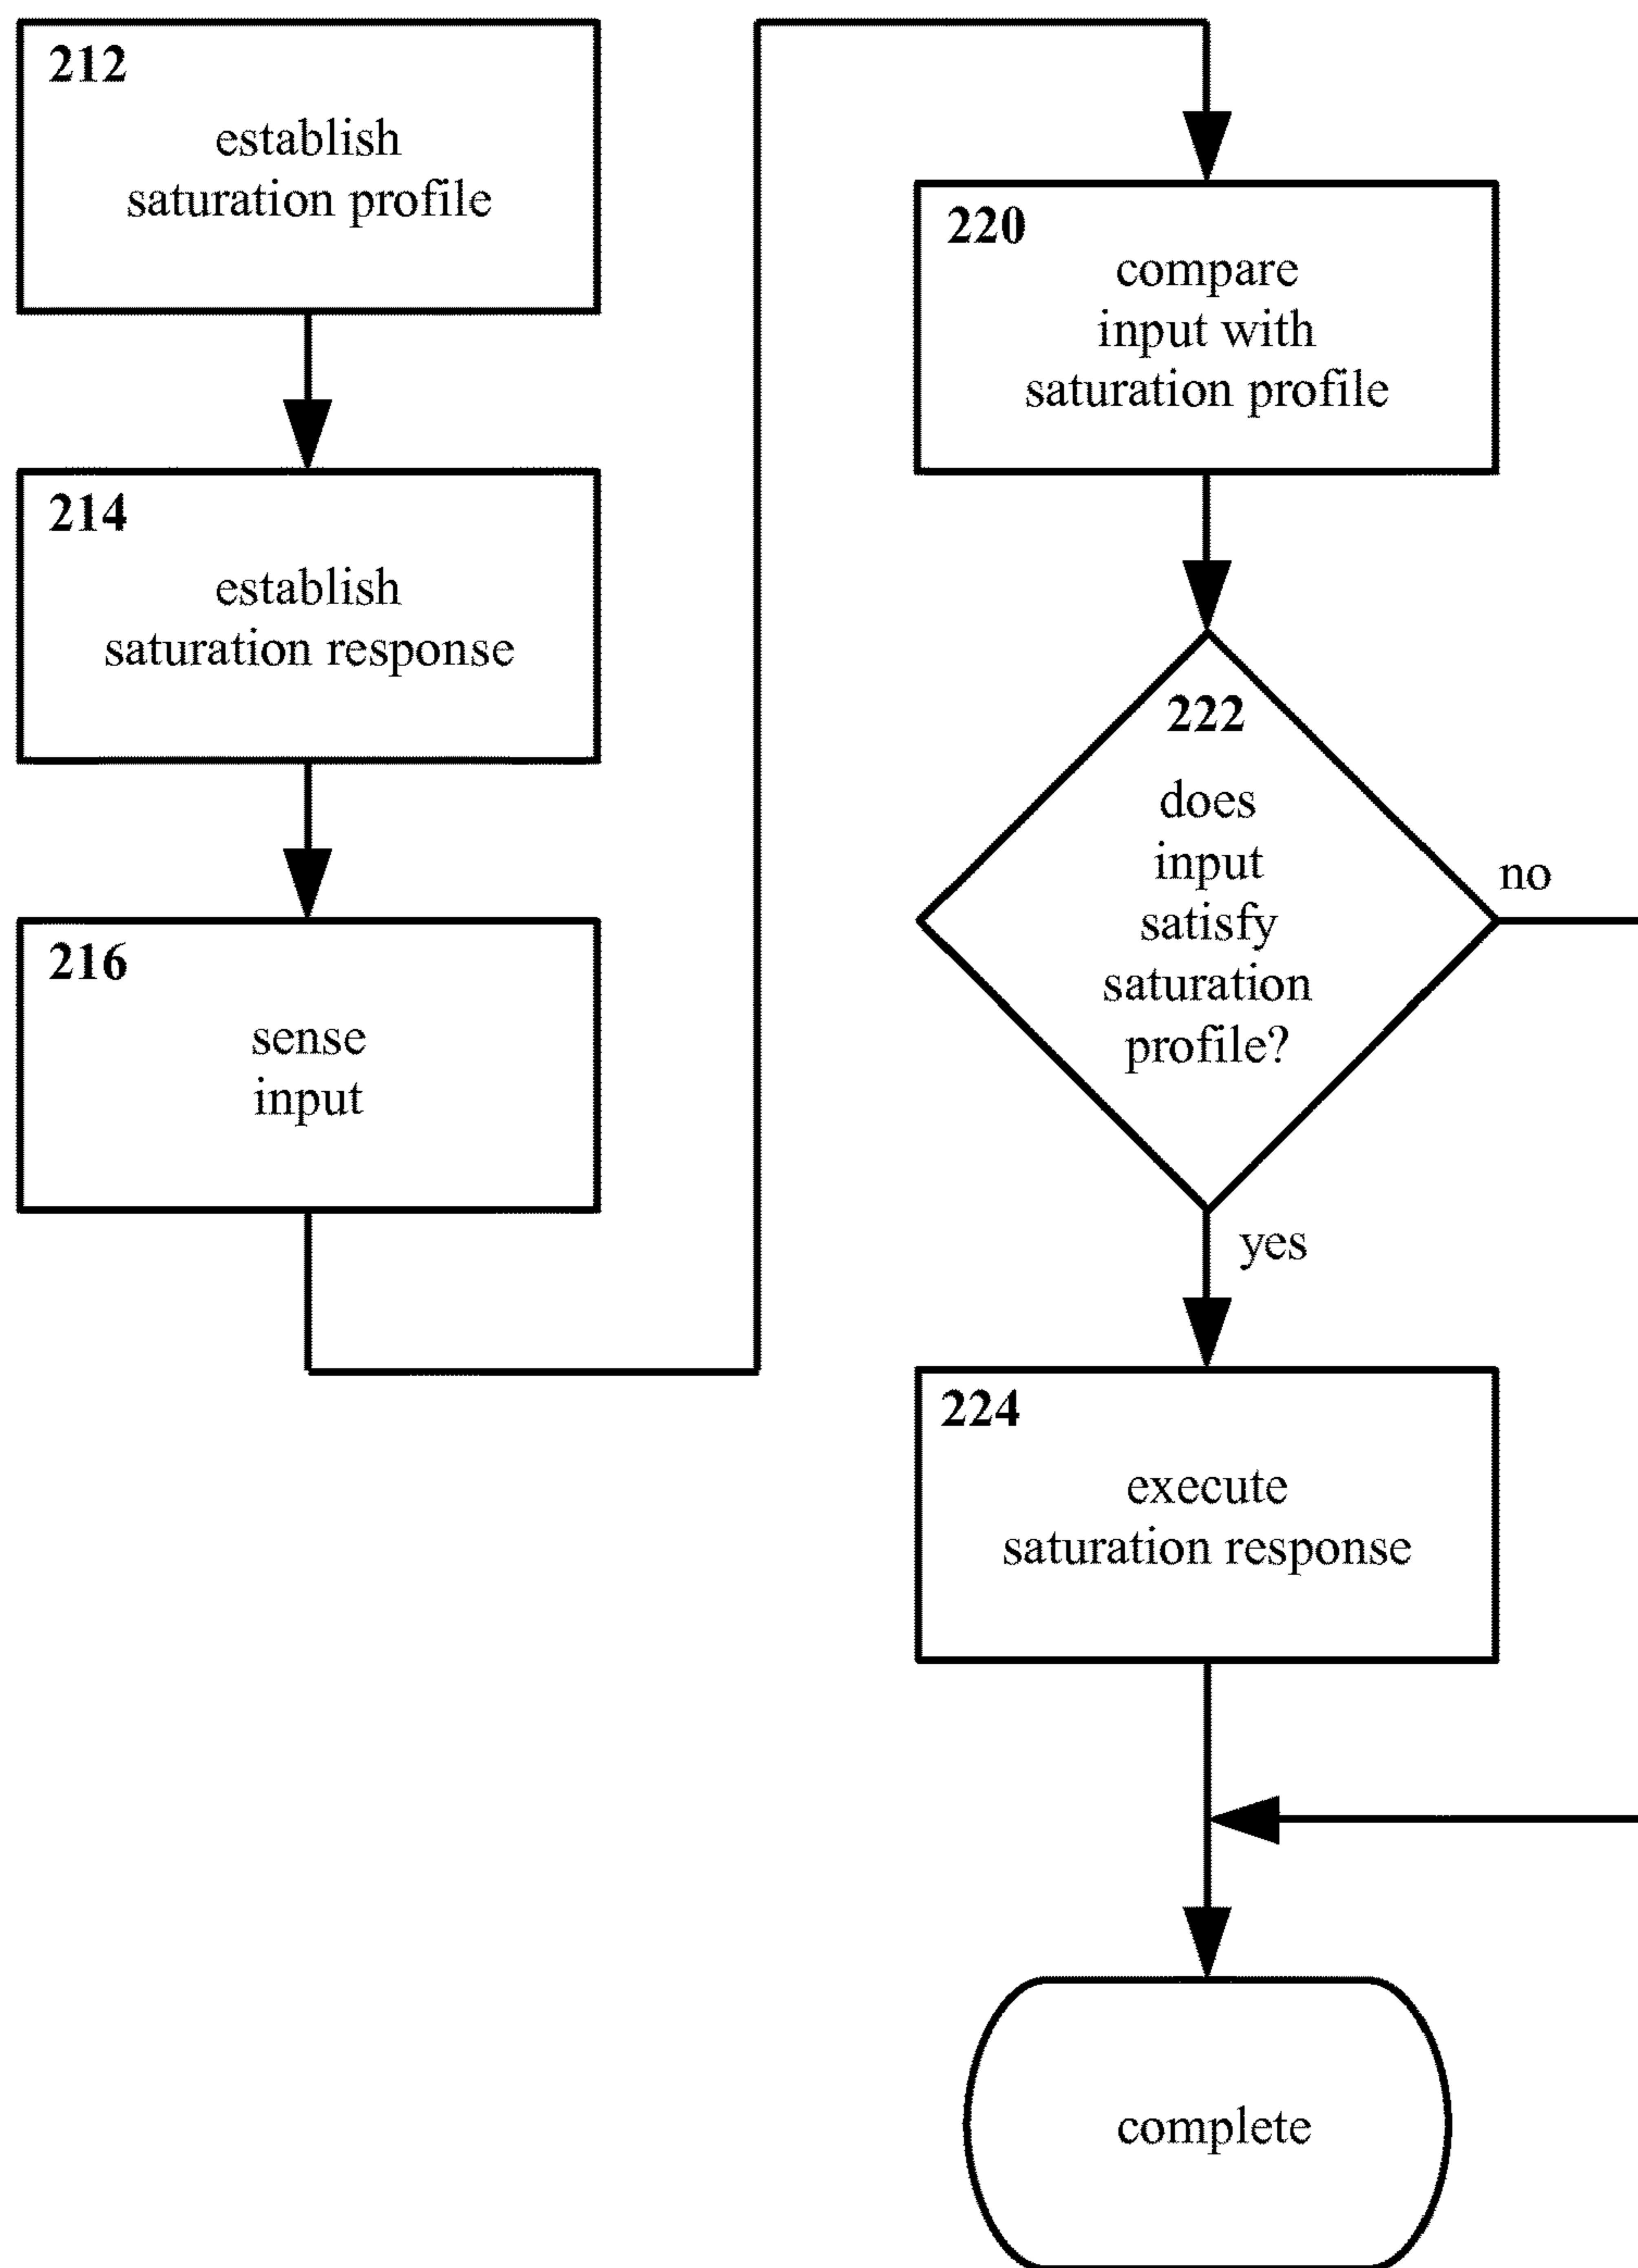 212
establish
saturation profile
214
establish
saturation response
216
sense
input
220
compare
input with
saturation profile
222
does
input
satisfy
saturation
profile?
no
yes
224
execute
saturation response
complete